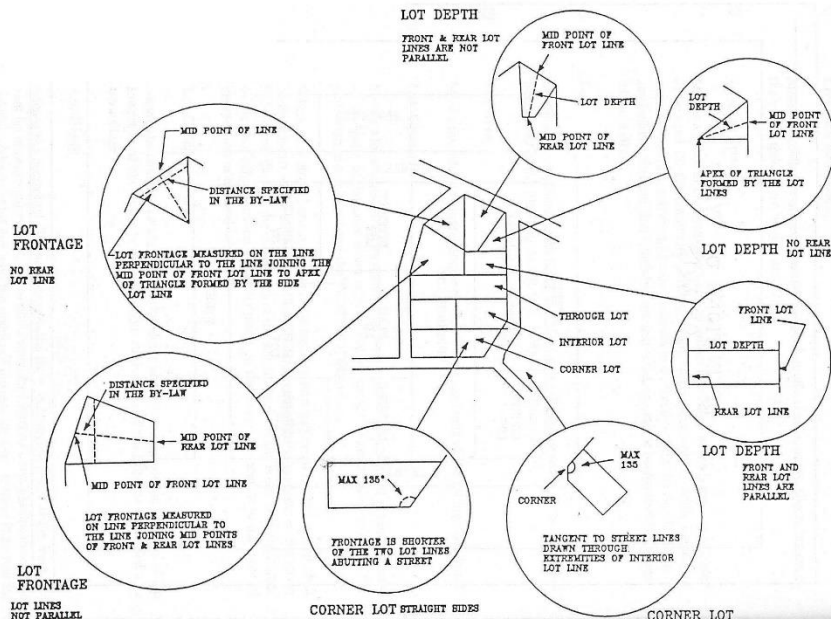 LOT DEPTH
FRONT & REAR LOT
LINES ARE NOT
PARALLEL
MID POINT OF
FRONT LOT LINE
LOT DEPTH
MID POINT OF
REAR LOT LINE
LOT
DEPTH
MID POINT
OF FRONT
LOT LINE
APEX OF TRIANGLE
FORMED BY THE LOT
LINES
LOT DEPTH NO REAR
LOT LINE
MID POINT OF LINE
DISTANCE SPECIFIED
IN THE BY-LAW
LOT FRONTAGE MEASURED ON THE LINE
PERPENDICULAR TO THE LINE JOINING THE
MID POINT OF FRONT LOT LINE TO APEX
OF TRIANGLE FORMED BY THE SIDE
LOT LINE
LOT
FRONTAGE
NO REAR
LOT LINE
THROUGH LOT
INTERIOR LOT
CORNER LOT
FRONT LOT
LINE
LOT DEPTH
REAR LOT LINE
LOT DEPTH
FRONT AND
REAR LOT
LINES ARE
PARALLEL
DISTANCE SPECIFIED
IN THE BY-LAW
MID POINT OF
REAR LOT LINE
MID POINT OF FRONT LOT LINE
LOT FRONTAGE MEASURED
ON LINE PERPENDICULAR TO
THE LINE JOINING MID POINTS
OF FRONT & REAR LOT LINES
LOT
FRONTAGE
LOT LINES
NOT PARALLEL
MAX 135°
FRONTAGE IS SHORTER
OF THE TWO LOT LINES
ABUTTING A STREET
CORNER LOT STRAIGHT SIDES
MAX
135
CORNER
TANGENT TO STREET LINES
DRAWN THROUGH
EXTREMITIES OF INTERIOR
LOT LINE
CORNER LOT